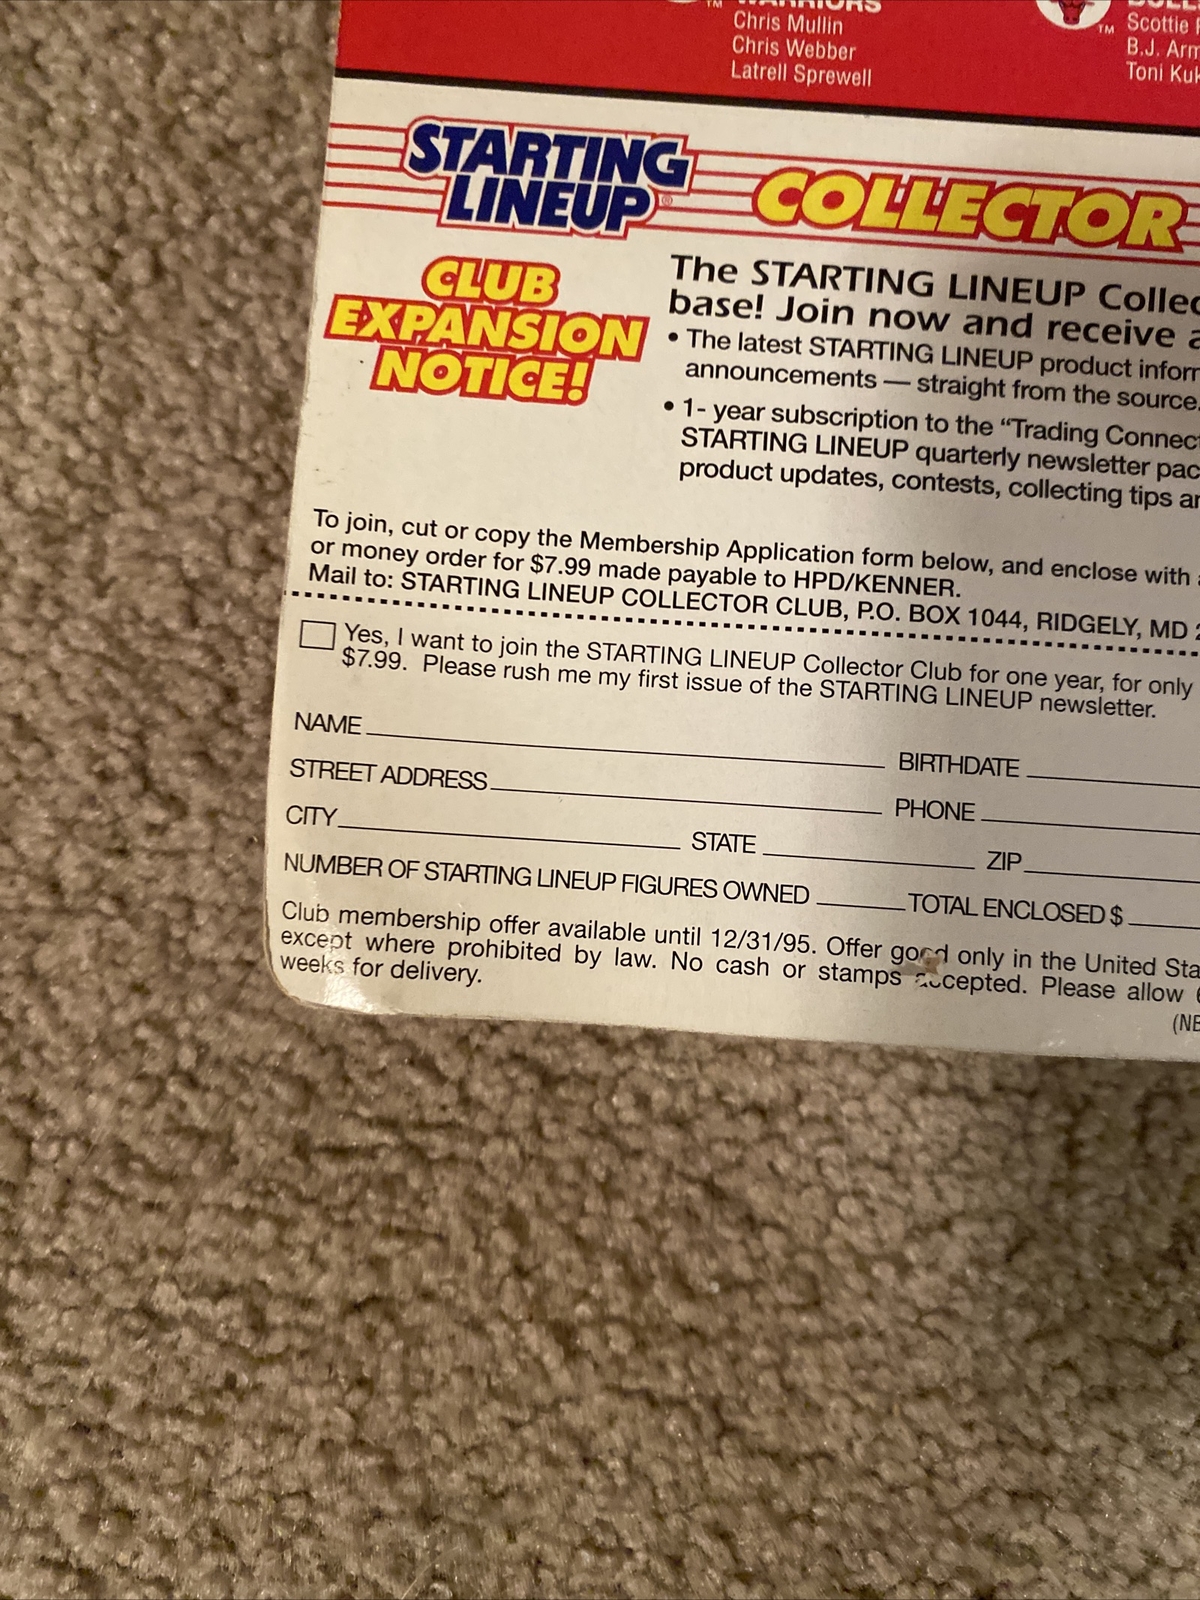 WARRIORS
TM
Chris Mullin
Chris Webber
Latrell Sprewell
TM
Scottie
B.J.
Toni
STARTING
LINEUP®
COLLECTOR
CLUB
EXPANSION
NOTICE!
The STARTING LINEUP
base! Join now and receive
• The latest STARTING LINEUP product
announcements — straight from the source.
• 1- year subscription to the “Trading
STARTING LINEUP quarterly newsletter
product updates, contests, collecting tips
To join, cut or copy the Membership Application form below, and enclose with
or money order for $7.99 made payable to HPD/KENNER.
Mail to: STARTING LINEUP COLLECTOR CLUB, P.O. BOX 1044, RIDGELY, MD
Yes, I want to join the STARTING LINEUP Collector Club for one year, for only
$7.99. Please rush me my first issue of the STARTING LINEUP newsletter.
NAME BIRTHDATE
STREET ADDRESS PHONE
CITY STATE ZIP
NUMBER OF STARTING LINEUP FIGURES OWNED TOTAL ENCLOSED $
Club membership offer available until 12/31/95. Offer good only in the United
except where prohibited by law. No cash or stamps accepted. Please allow
weeks for delivery.